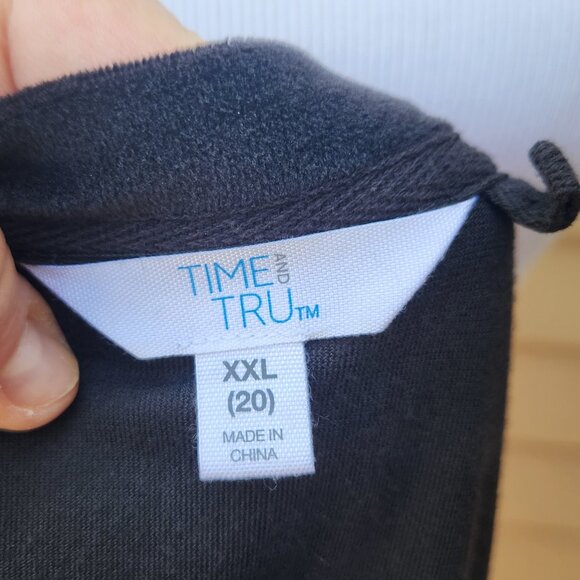 TIME AND
TRU™
XXL
(20)
MADE IN
CHINA